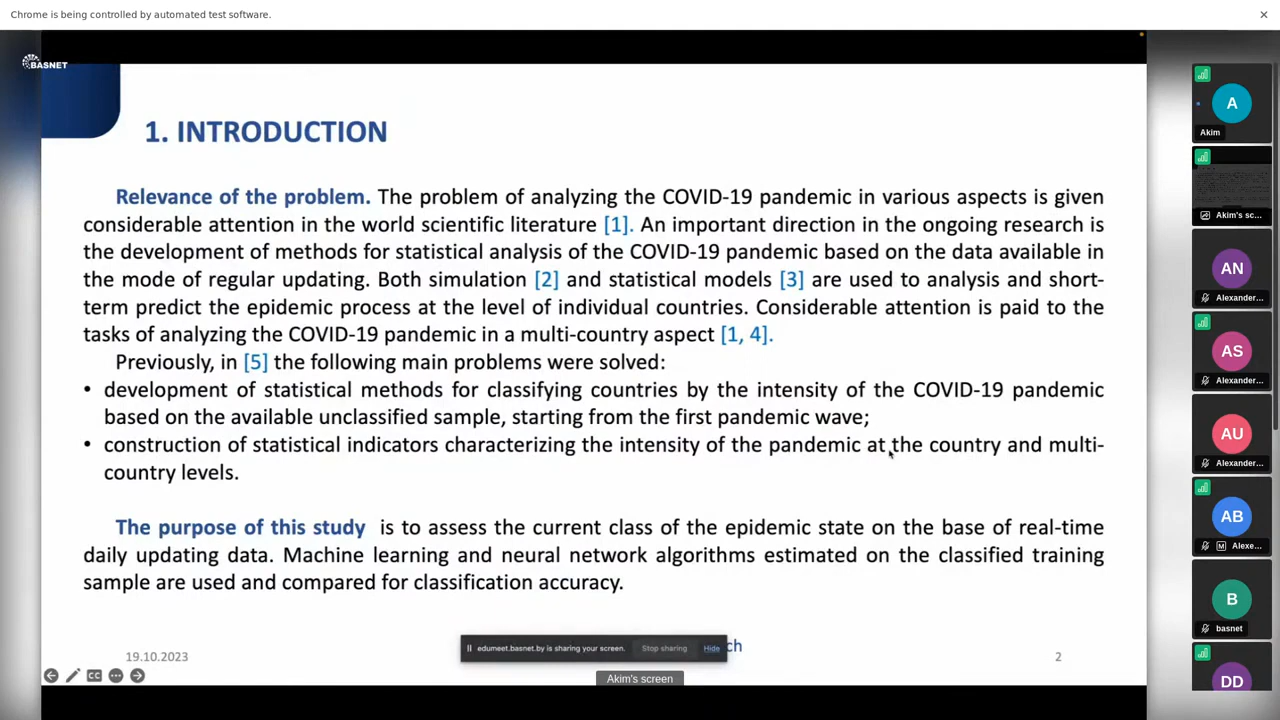 Chrome is being controlled by automated test software.
BASNET
1. INTRODUCTION
Relevance of the problem. The problem of analyzing the COVID-19 pandemic in various aspects is given
considerable attention in the world scientific literature [1]. An important direction in the ongoing research is
the development of methods for statistical analysis of the COVID-19 pandemic based on the data available in
the mode of regular updating. Both simulation [2] and statistical models [3] are used to analysis and short-
term predict the epidemic process at the level of individual countries. Considerable attention is paid to the
tasks of analyzing the COVID-19 pandemic in a multi-country aspect [1, 4].
Previously, in [5] the following main problems were solved:
• development of statistical methods for classifying countries by the intensity of the COVID-19 pandemic
based on the available unclassified sample, starting from the first pandemic wave;
• construction of statistical indicators characterizing the intensity of the pandemic at the country and multi-
country levels.
The purpose of this study is to assess the current class of the epidemic state on the base of real-time
daily updating data. Machine learning and neural network algorithms estimated on the classified training
sample are used and compared for classification accuracy.
19.10.2023
edumeet.basnet.by is sharing your screen. Stop sharing Hide
ch
2
CC
Akim's screen
A
Akim
Akim's sc...
AN
Alexander...
AS
Alexander...
AU
Alexander...
AB
M Alexe...
B
basnet
DD